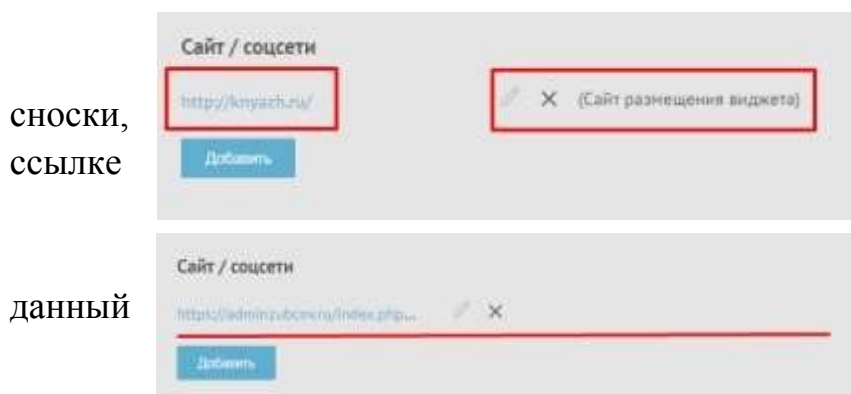 Сайт / соцсети
http://knyazh.ru/
(Сайт размещения виджета)
сноски,
ссылке
Добавить
Сайт / соцсети
данный
Добавить